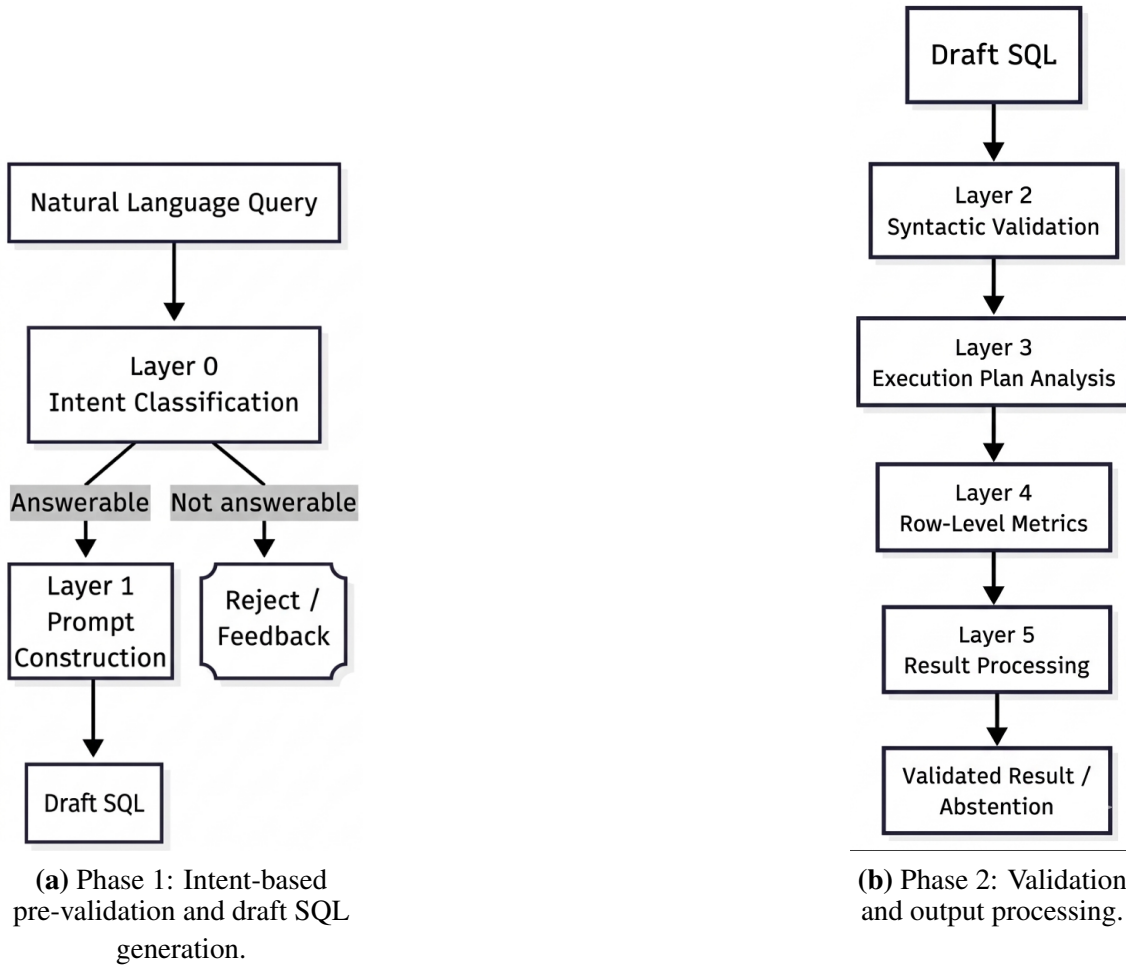 Natural Language Query
Layer 0
Intent Classification
Answerable
Not answerable
Layer 1
Prompt
Construction
Reject /
Feedback
Draft SQL
(a) Phase 1: Intent-based
pre-validation and draft SQL
generation.
Draft SQL
Layer 2
Syntactic Validation
Layer 3
Execution Plan Analysis
Layer 4
Row-Level Metrics
Layer 5
Result Processing
Validated Result /
Abstention
(b) Phase 2: Validation
and output processing.